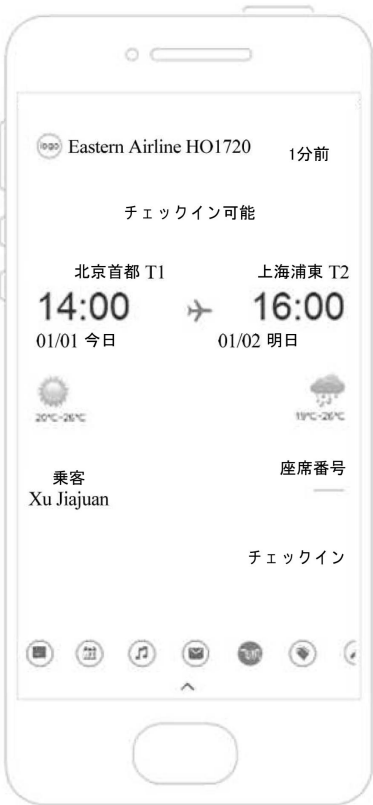 logo Eastern Airline HO1720 1分前
チェックイン可能
北京首都 T1 上海浦東 T2
14:00 16:00
01/01 今日 01/02 明日
20℃~26℃ 19℃~26℃
乗客 座席番号
Xu Jiajuan
チェックイン